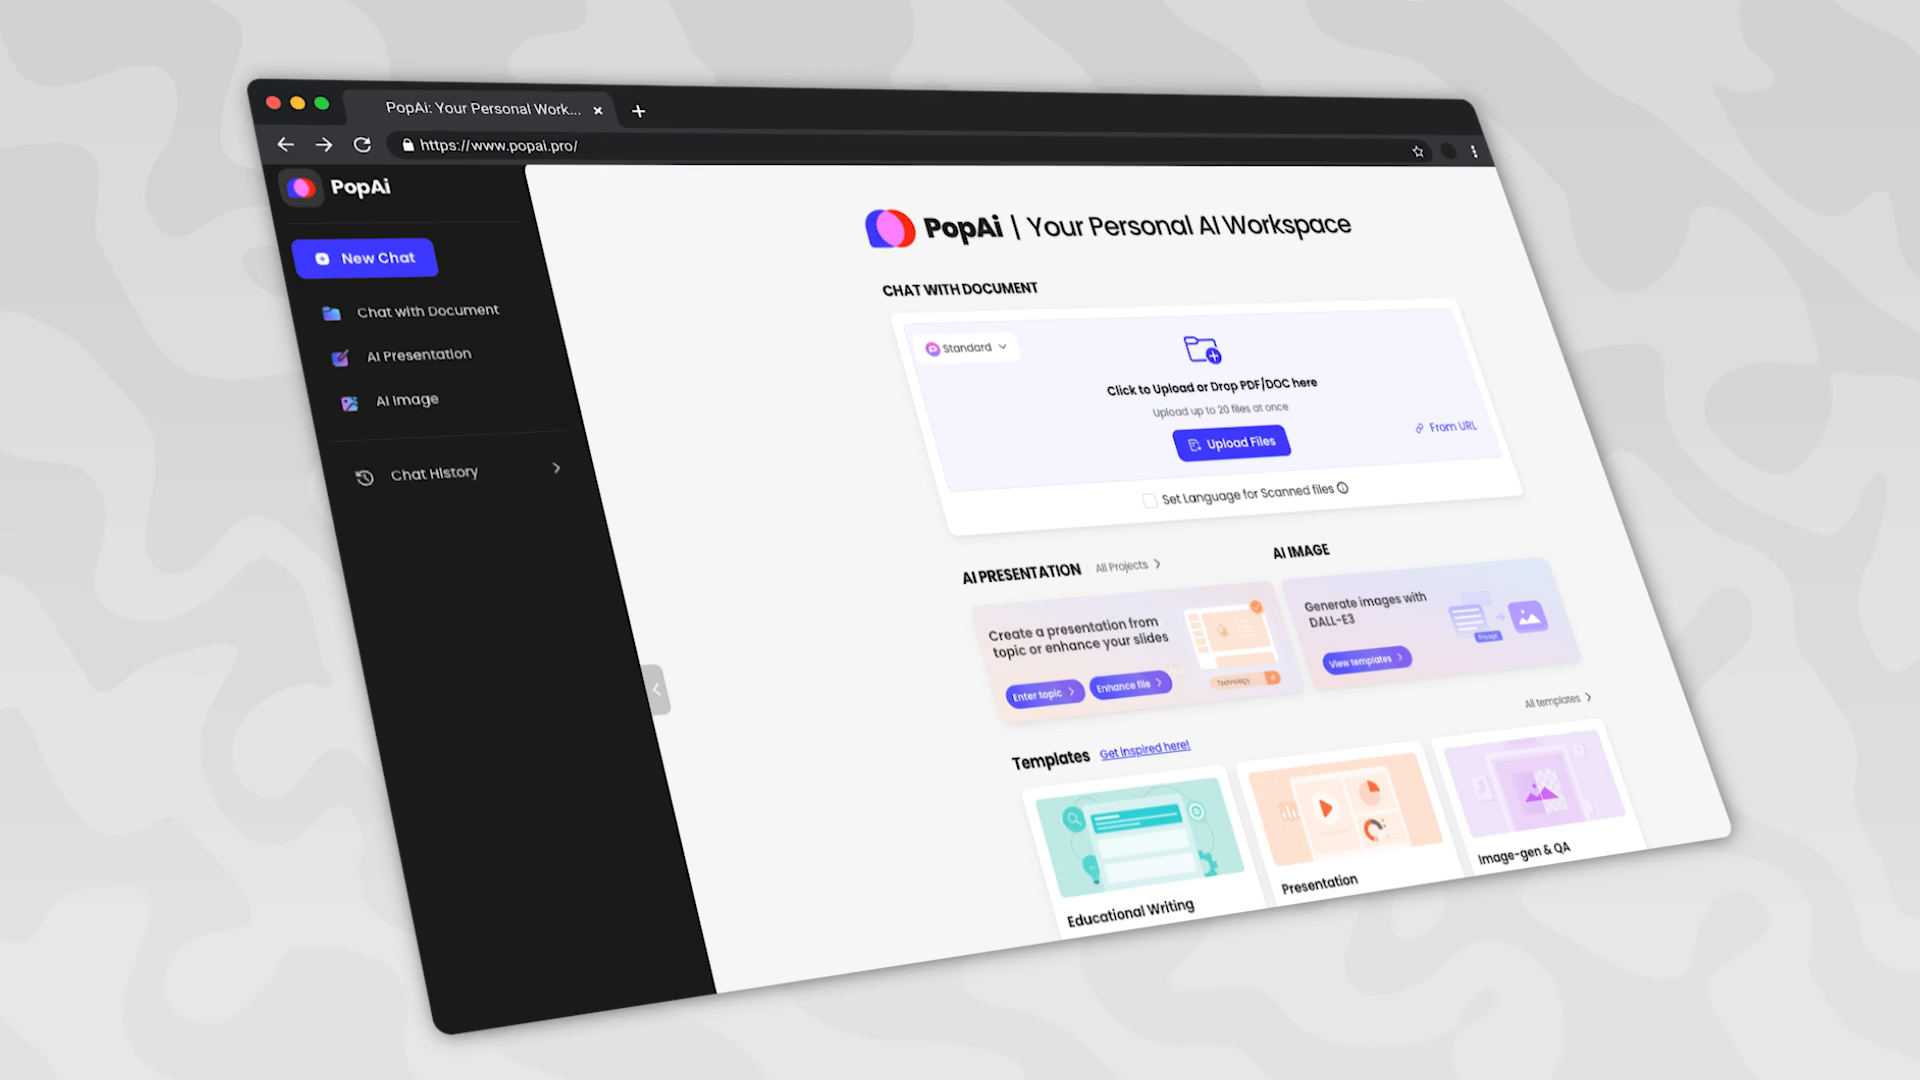 PopAi: Your Personal Work...
https://www.popai.pro/
PopAi
New Chat
Chat with Document
AI Presentation
AI Image
Chat History
PopAi | Your Personal AI Workspace
CHAT WITH DOCUMENT
Standard
Click to Upload or Drop PDF/DOC here
Upload up to 20 files at once
Upload Files
From URL
Set Language for Scanned files
AI PRESENTATION
All Projects
Create a presentation from
topic or enhance your slides
Enter topic
Enhance file
Technology
AI IMAGE
Generate images with
DALL-E3
Prompt
View templates
Templates
Get inspired here!
All templates
Educational Writing
Presentation
Image-gen & QA